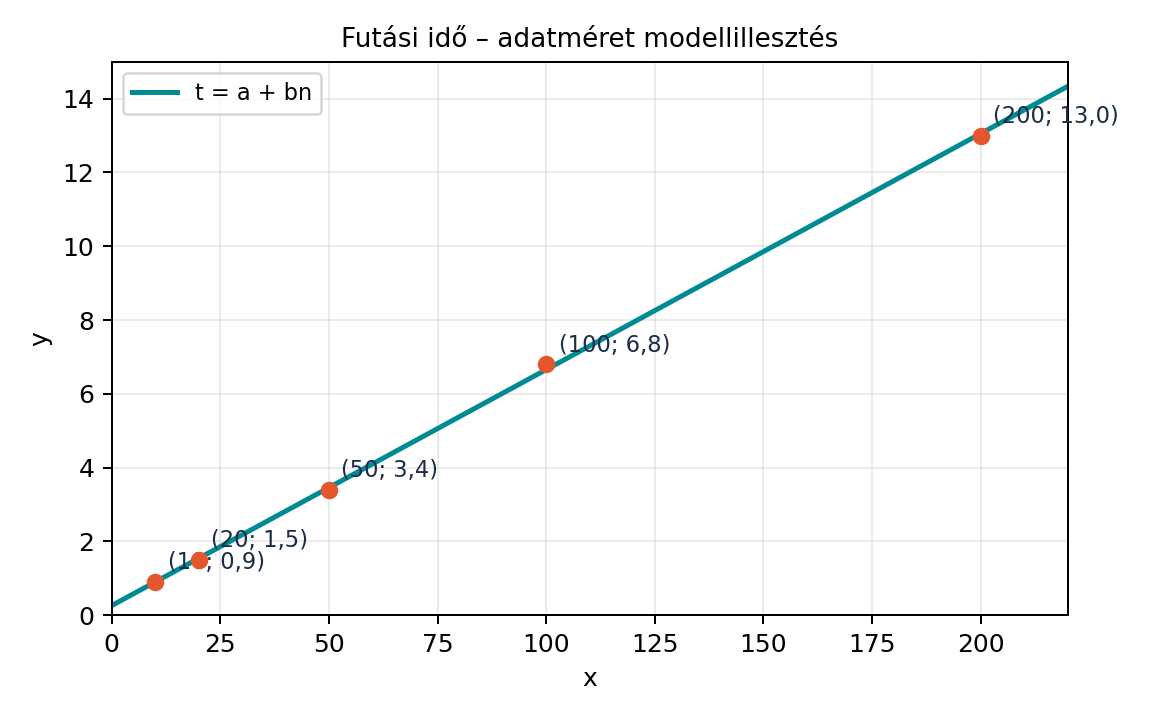 Futási idő – adatméret modellillesztés
t = a + bn
y
14
12
10
8
6
4
2
0
(200; 13,0)
(100; 6,8)
(50; 3,4)
(20; 1,5)
; 0,9)
0 25 50 75 100 125 150 175 200
x